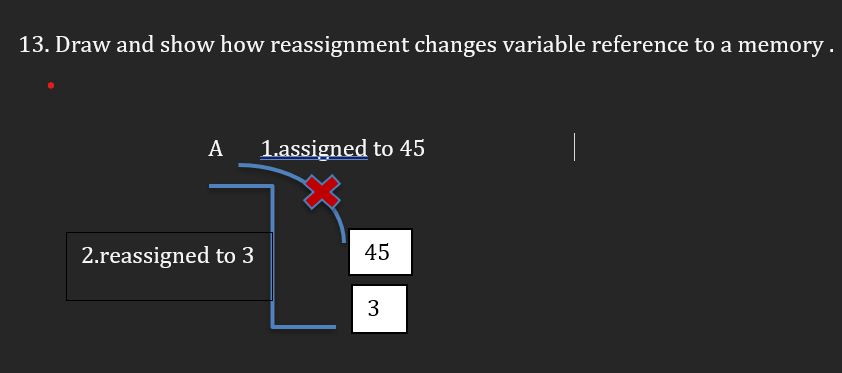 13. Draw and show how reassignment changes variable reference to a memory .
A 1.assigned to 45
2.reassigned to 3
45
3